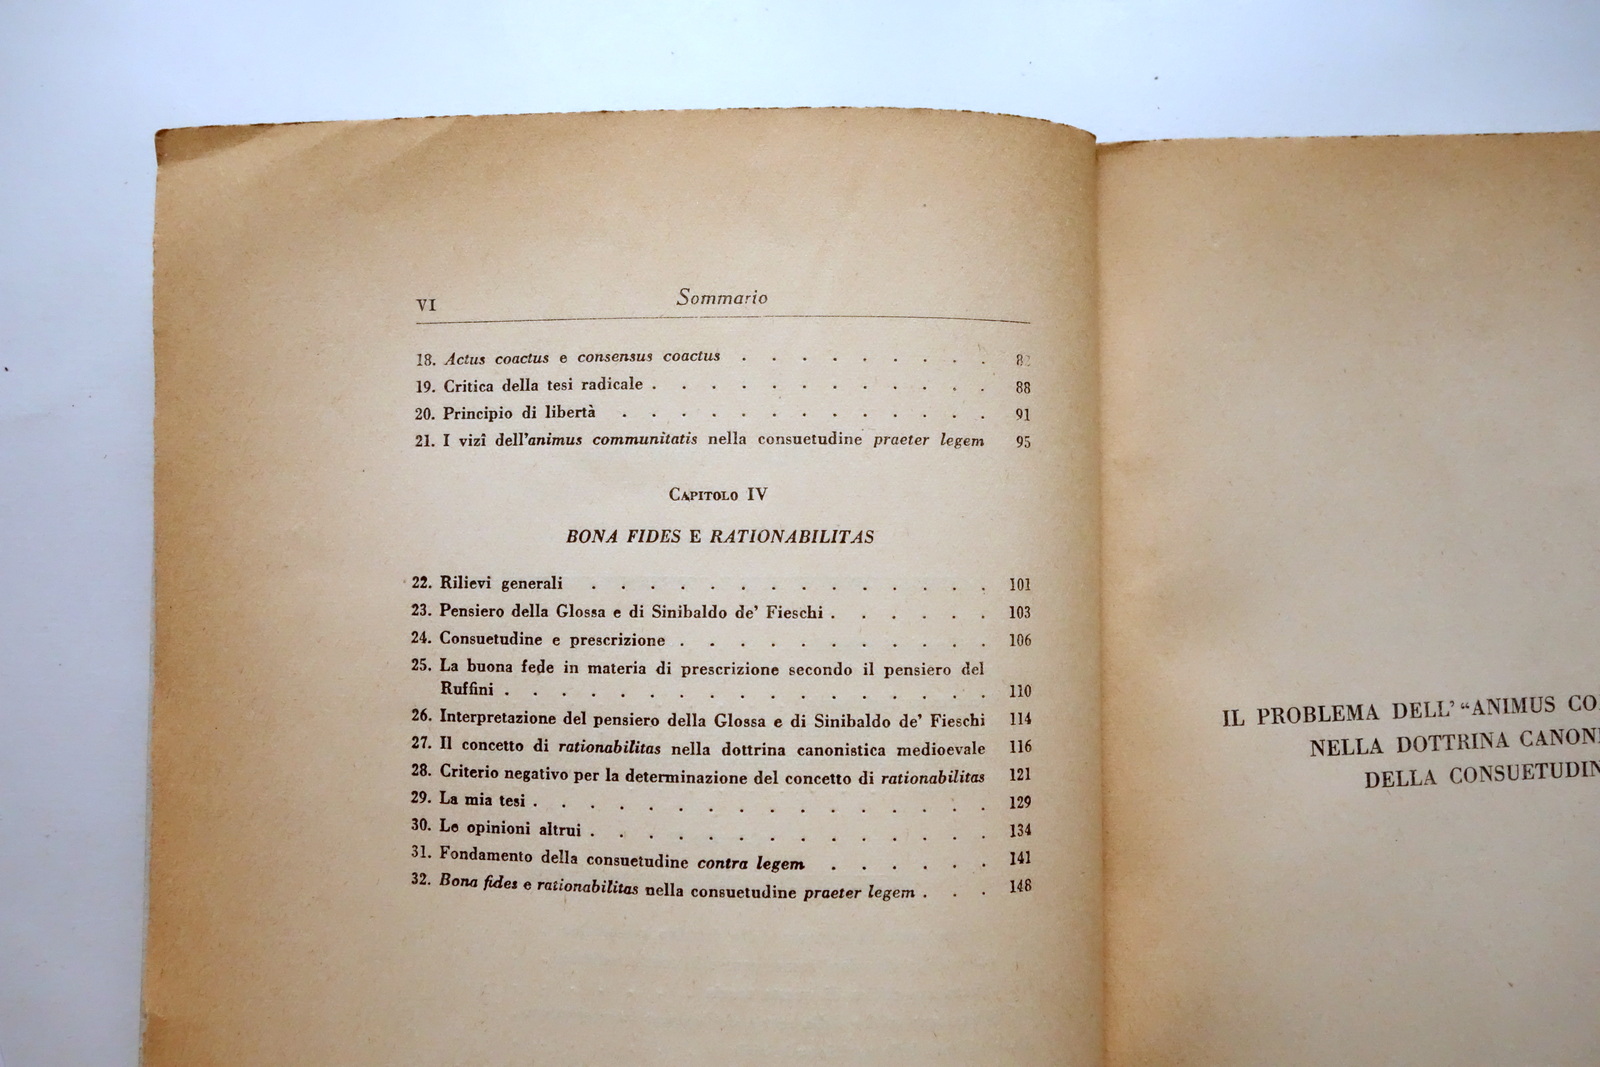 VI Sommario
18. Actus coactus e consensus coactus . . . . . . . . .
19. Critica della tesi radicale . . . . . . . . . . . . 88
20. Principio di libertà . . . . . . . . . . . . . 91
21. I vizî dell'animus communitatis nella consuetudine praeter legem 95
Capitolo IV
BONA FIDES E RATIONABILITAS
22. Rilievi generali . . . . . . . . . . . . . . 101
23. Pensiero della Glossa e di Sinibaldo de' Fieschi . . . . . . 103
24. Consuetudine e prescrizione . . . . . . . . . . . 106
25. La buona fede in materia di prescrizione secondo il pensiero del
Ruffini . . . . . . . . . . . . . . . . . 110
26. Interpretazione del pensiero della Glossa e di Sinibaldo de' Fieschi 114
27. Il concetto di rationabilitas nella dottrina canonistica medioevale 116
28. Criterio negativo per la determinazione del concetto di rationabilitas 121
29. La mia tesi . . . . . . . . . . . . . . . . 129
30. Le opinioni altrui . . . . . . . . . . . . . . 134
31. Fondamento della consuetudine contra legem . . . . . . 141
32. Bona fides e rationabilitas nella consuetudine praeter legem . . . 148
IL PROBLEMA DELL' "ANIMUS CO
NELLA DOTTRINA CANON
DELLA CONSUETUDIN